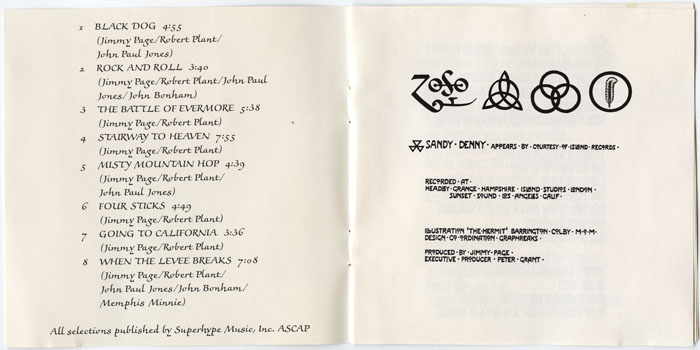 1 BLACK DOG 4:55
(Jimmy Page/Robert Plant/
John Paul Jones)
2 ROCK AND ROLL 3:40
(Jimmy Page/Robert Plant/John Paul
Jones/John Bonham)
3 THE BATTLE OF EVERMORE 5:38
(Jimmy Page/Robert Plant)
4 STAIRWAY TO HEAVEN 7:55
(Jimmy Page/Robert Plant)
5 MISTY MOUNTAIN HOP 4:39
(Jimmy Page/Robert Plant/
John Paul Jones)
6 FOUR STICKS 4:49
(Jimmy Page/Robert Plant)
7 GOING TO CALIFORNIA 3:36
(Jimmy Page/Robert Plant)
8 WHEN THE LEVEE BREAKS 7:08
(Jimmy Page/Robert Plant/
John Paul Jones/John Bonham/
Memphis Minnie)
All selections published by Superhype Music, Inc. ASCAP
ZOSO
SANDY · DENNY · APPEARS · BY · COURTESY · OF · ISLAND · RECORDS ·
RECORDED · AT ·
HEADLY · GRANGE · HAMPSHIRE · ISLAND · STUDIOS · LONDON ·
SUNSET · SOUND · LOS · ANGELES · CALIF ·
ILLUSTRATION · "THE · HERMIT" · BARRINGTON · COLBY · M · O · M ·
DESIGN · CO · ORDINATION · GRAPHREAKS ·
PRODUCED · BY · JIMMY · PAGE ·
EXECUTIVE · PRODUCER · PETER · GRANT ·